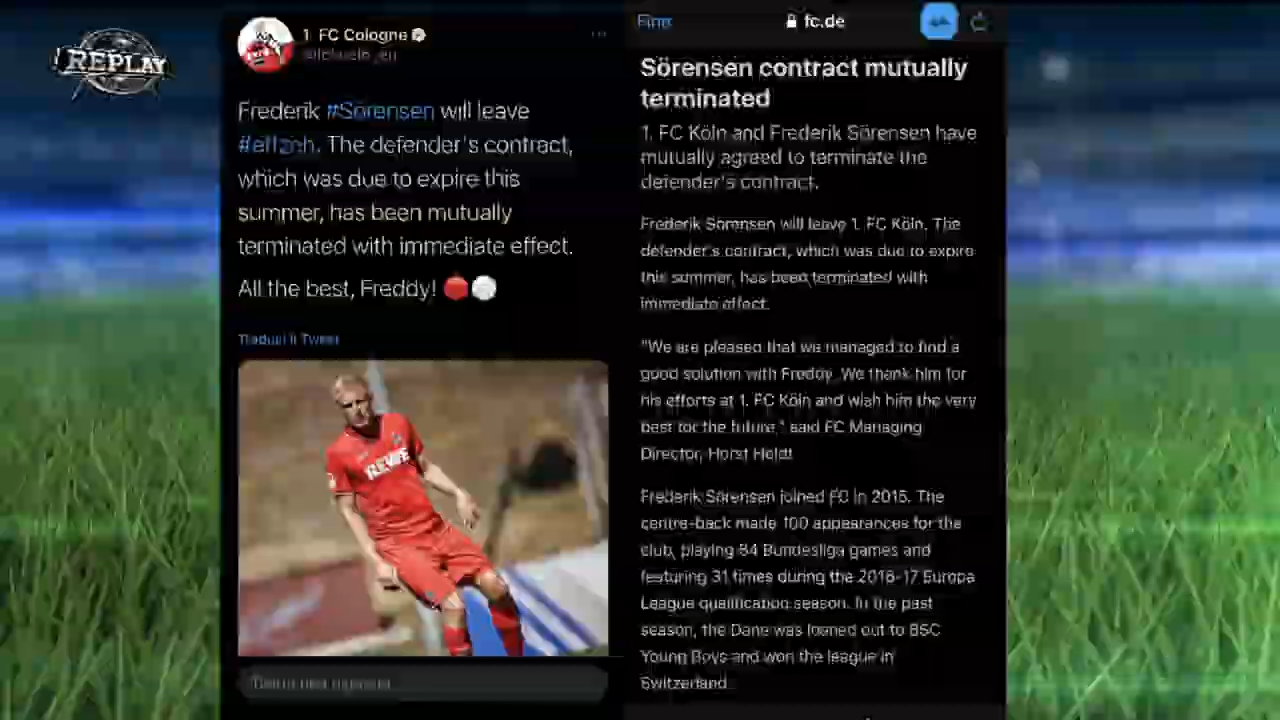 REPLAY
1. FC Cologne
Frederik #Sörensen will leave
#effzeh. The defender's contract,
which was due to expire this
summer, has been mutually
terminated with immediate effect.
All the best, Freddy!
Traduci il Tweet
REWE
Fine
fc.de
Sörensen contract mutually
terminated
1. FC Köln and Frederik Sörensen have
mutually agreed to terminate the
defender's contract.
Frederik Sörensen will leave 1. FC Köln. The
defender's contract, which was due to expire
this summer, has been terminated with
immediate effect.
"We are pleased that we managed to find a
good solution with Freddy. We thank him for
his efforts at 1. FC Köln and wish him the very
best for the future," said FC Managing
Director, Horst Heldt
Frederik Sörensen joined FC in 2015. The
centre-back made 100 appearances for the
club, playing 84 Bundesliga games and
featuring 31 times during the 2016-17 Europa
League qualification season. In the past
season, the Dane was loaned out to BSC
Young Boys and won the league in
Switzerland.